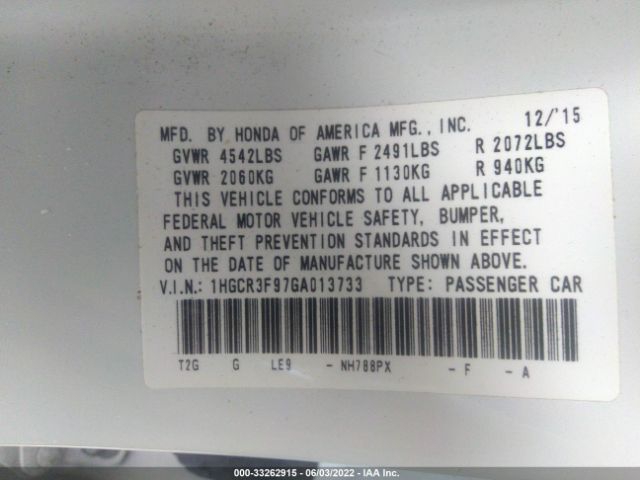 MFD. BY HONDA OF AMERICA MFG., INC. 12/'15
GVWR 4542LBS GAWR F 2491LBS R 2072LBS
GVWR 2060KG GAWR F 1130KG R 940KG
THIS VEHICLE CONFORMS TO ALL APPLICABLE
FEDERAL MOTOR VEHICLE SAFETY, BUMPER,
AND THEFT PREVENTION STANDARDS IN EFFECT
ON THE DATE OF MANUFACTURE SHOWN ABOVE.
V.I.N.: 1HGCR3F97GA013733 TYPE: PASSENGER CAR
T2G G LE9 - NH788PX - F - A
000-33262915 - 06/03/2022 - IAA Inc.